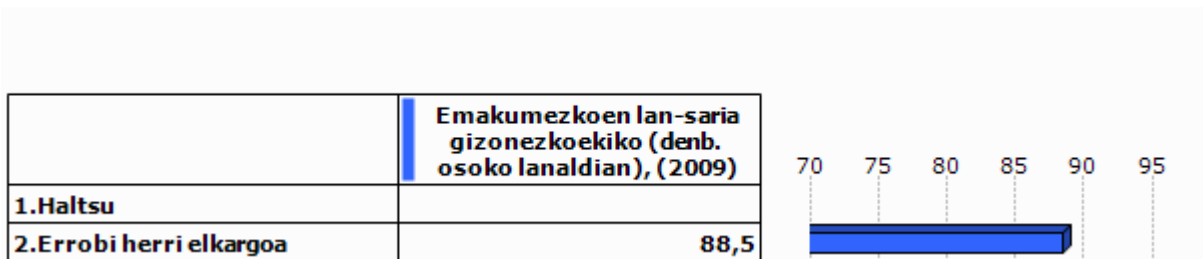 Emakumezkoen lan-saria
gizonezkoekiko (denb.
osoko lanaldian), (2009)
70 75 80 85 90 95
1.Haltsu
2.Errobi herri elkargoa 88,5